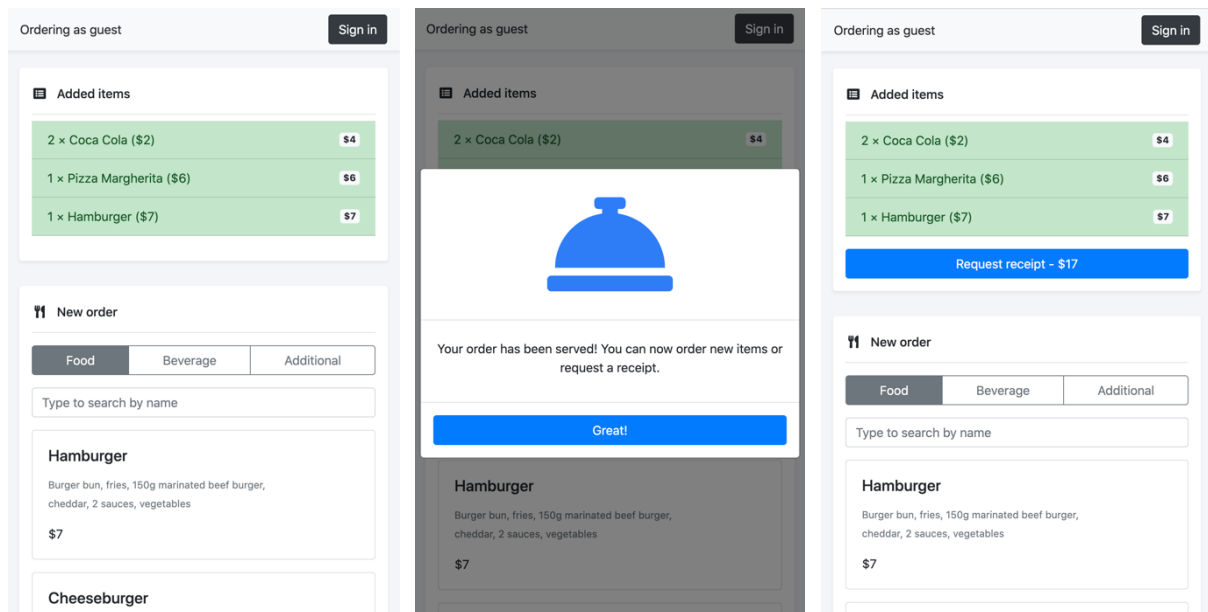 Ordering as guest
Sign in
Added items
2 × Coca Cola ($2)
$4
1 × Pizza Margherita ($6)
$6
1 × Hamburger ($7)
$7
New order
Food
Beverage
Additional
Type to search by name
Hamburger
Burger bun, fries, 150g marinated beef burger,
cheddar, 2 sauces, vegetables
$7
Cheeseburger
Ordering as guest
Sign in
Added items
2 × Coca Cola ($2)
$4
Your order has been served! You can now order new items or
request a receipt.
Great!
Hamburger
Burger bun, fries, 150g marinated beef burger,
cheddar, 2 sauces, vegetables
$7
Ordering as guest
Sign in
Added items
2 × Coca Cola ($2)
$4
1 × Pizza Margherita ($6)
$6
1 × Hamburger ($7)
$7
Request receipt - $17
New order
Food
Beverage
Additional
Type to search by name
Hamburger
Burger bun, fries, 150g marinated beef burger,
cheddar, 2 sauces, vegetables
$7